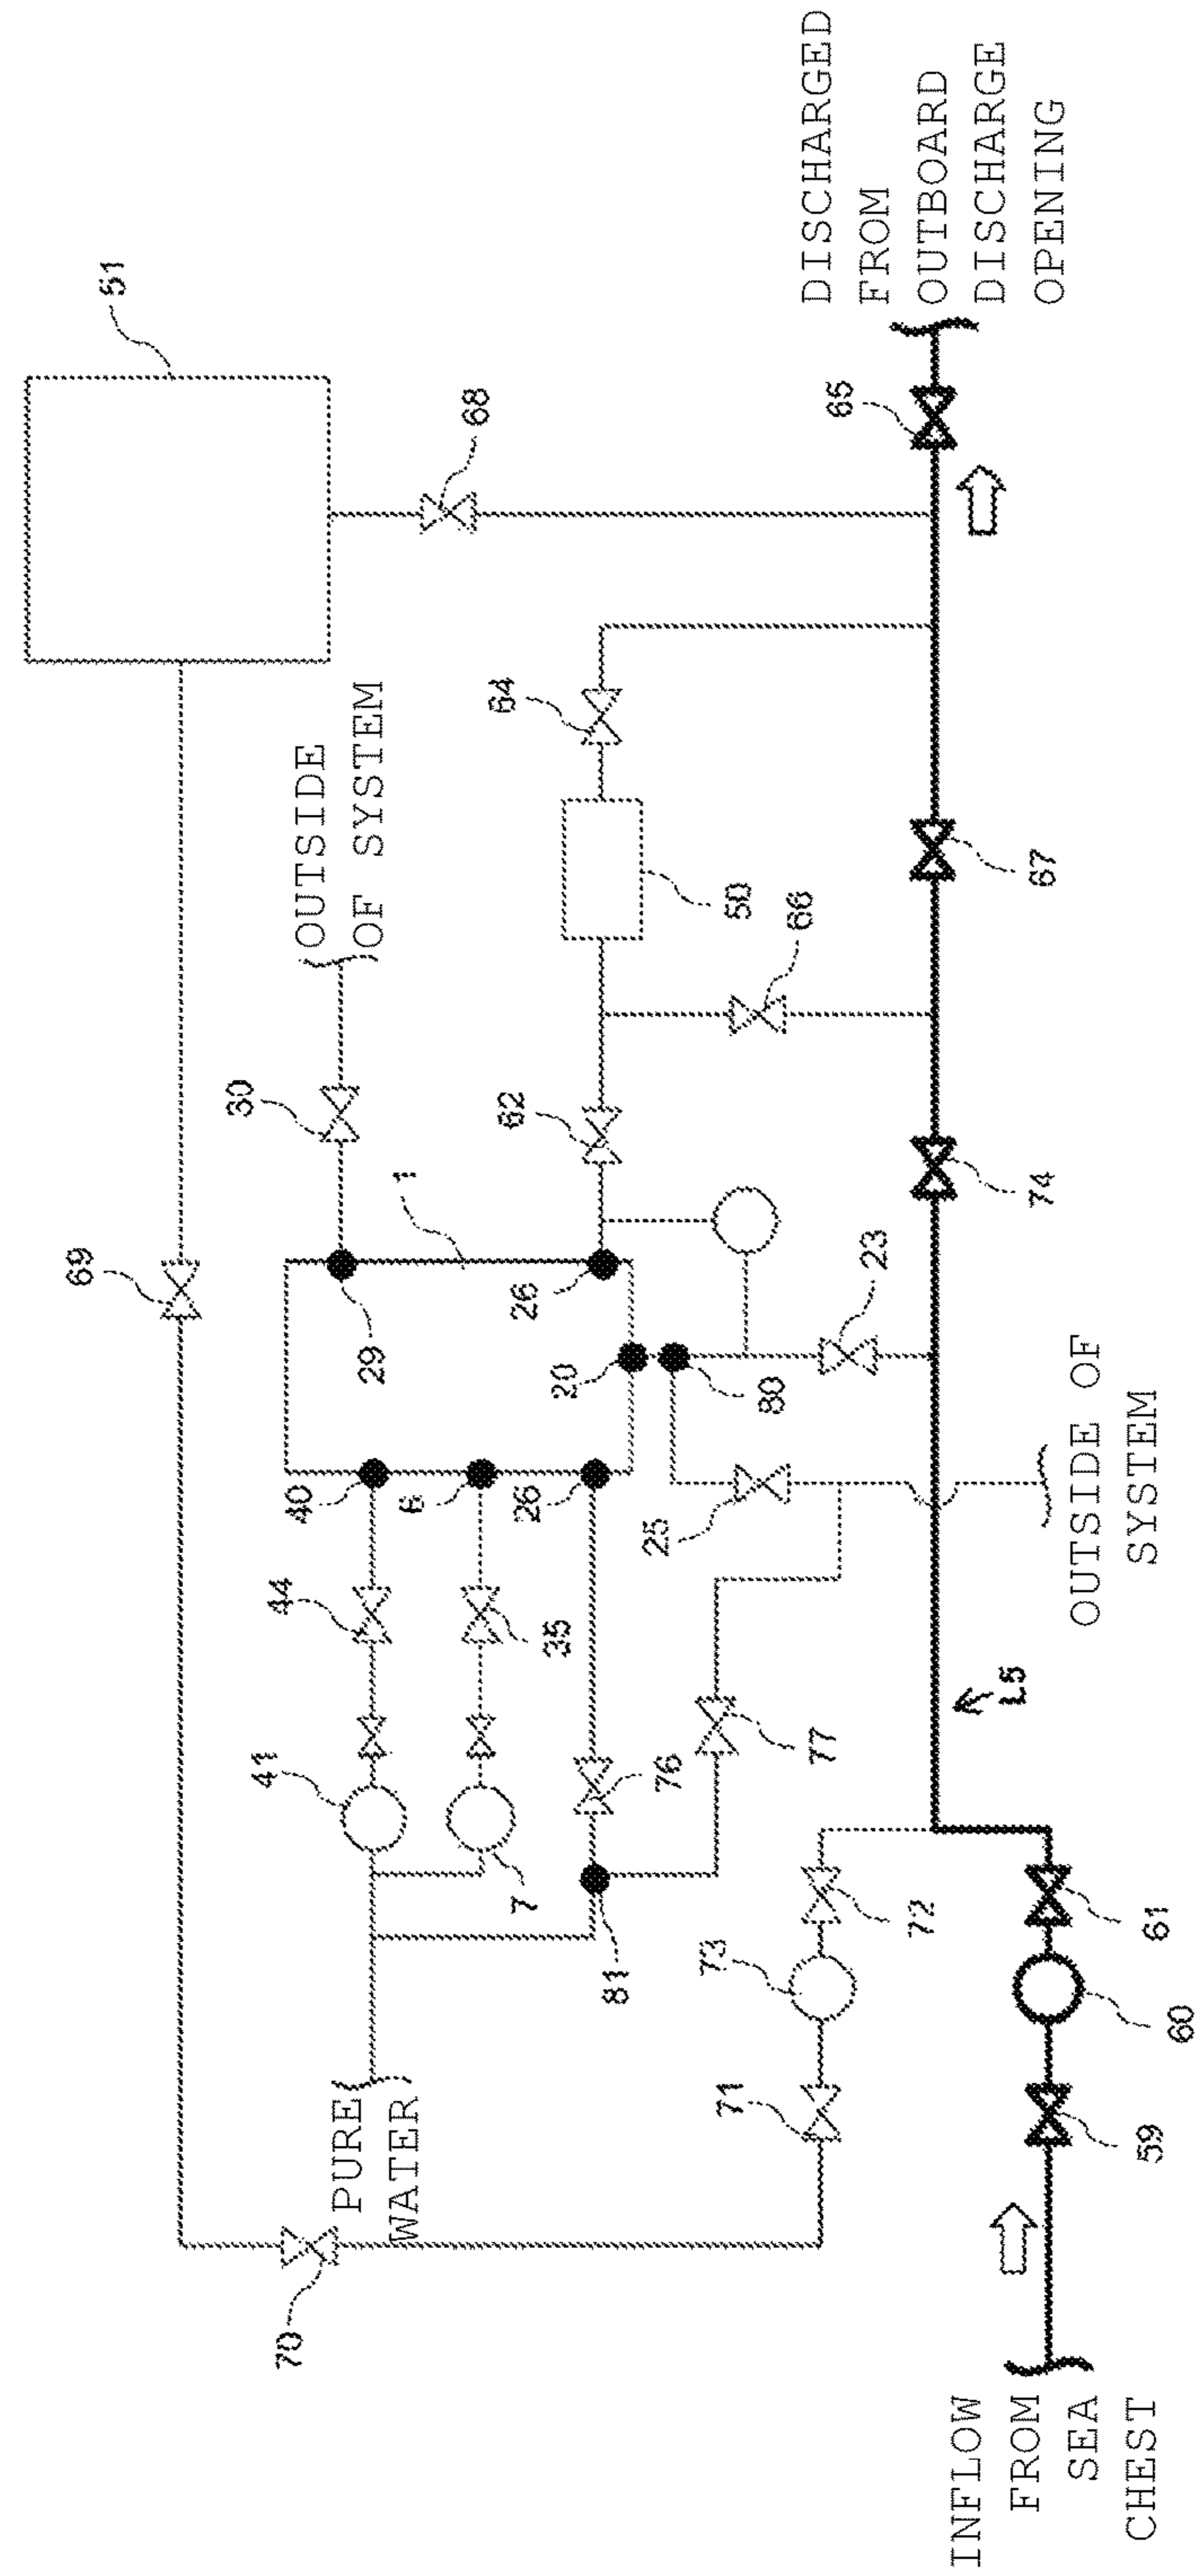 51
68
69
OUTSIDE
OF SYSTEM
30
1
29
40
6
26
26
20
80
62
64
50
66
65
67
74
23
25
44
35
41
7
76
77
81
PURE
WATER
70
71
73
72
61
60
59
L5
OUTSIDE OF
SYSTEM
DISCHARGED
FROM
OUTBOARD
DISCHARGE
OPENING
INFLOW
FROM
SEA
CHEST